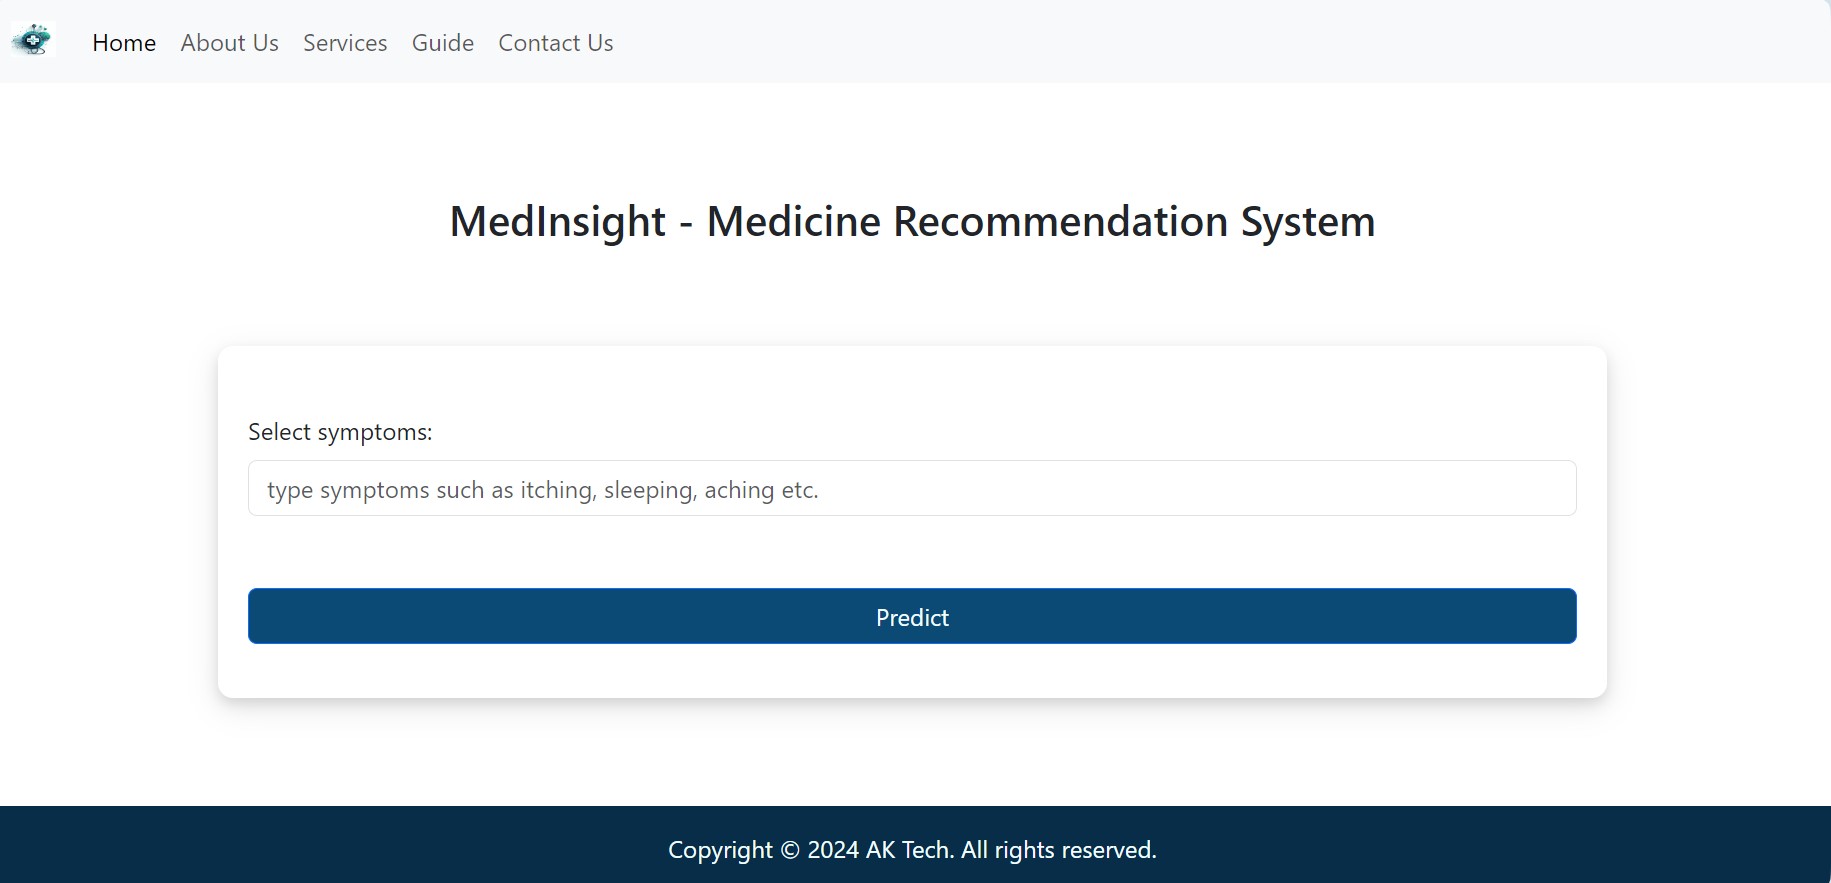 Home About Us Services Guide Contact Us
MedInsight - Medicine Recommendation System
Select symptoms:
type symptoms such as itching, sleeping, aching etc.
Predict
Copyright © 2024 AK Tech. All rights reserved.